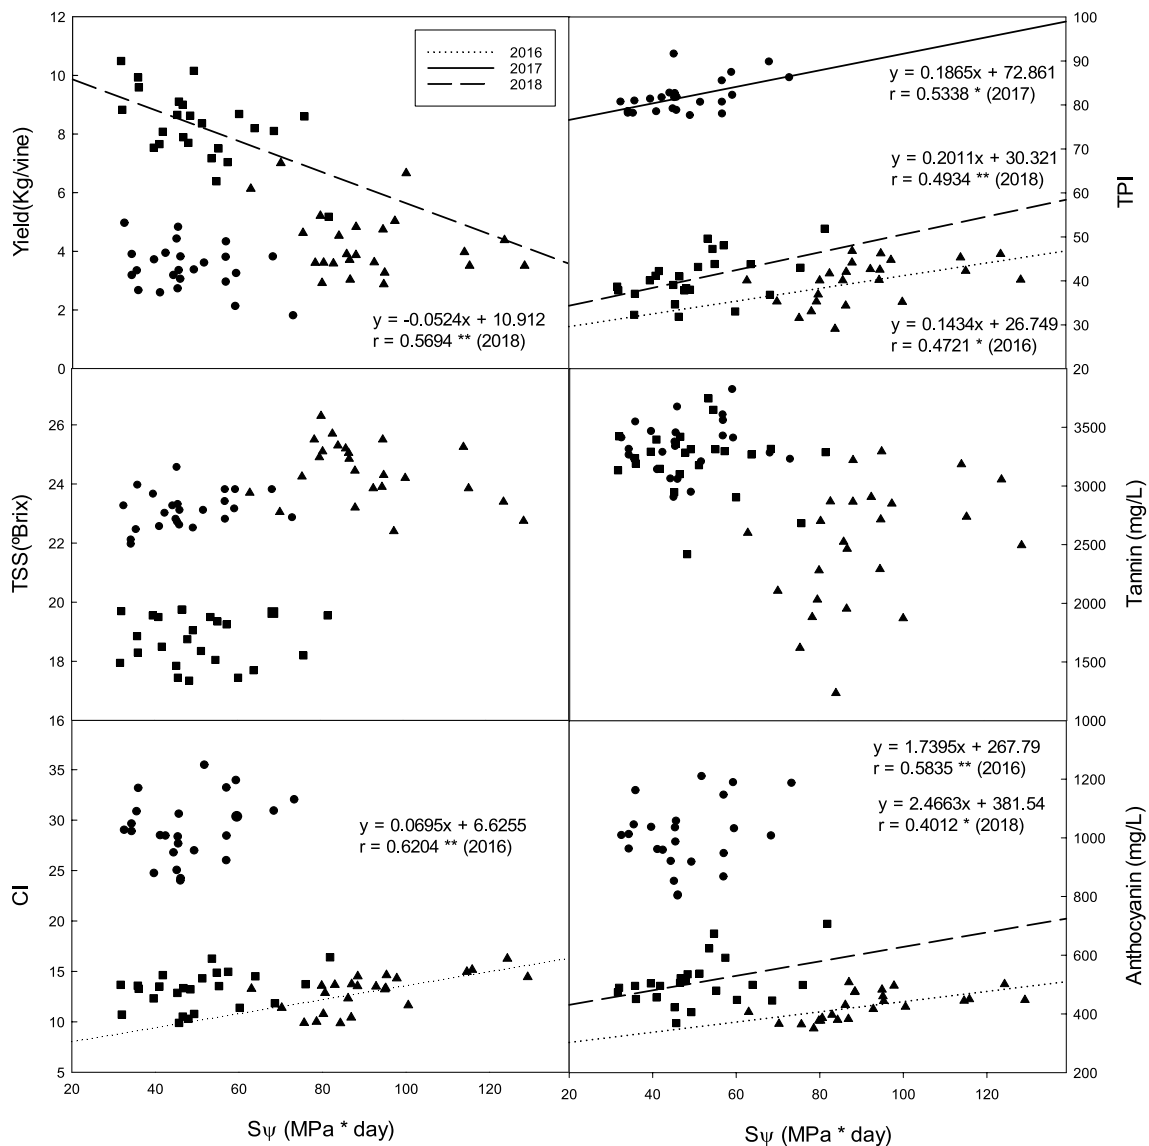 12
10
8
6
4
2
0
Yield(Kg/vine)
2016
2017
2018
y = -0.0524x + 10.912
r = 0.5694 ** (2018)
100
90
80
70
60
50
40
30
20
TPI
y = 0.1865x + 72.861
r = 0.5338 * (2017)
y = 0.2011x + 30.321
r = 0.4934 ** (2018)
y = 0.1434x + 26.749
r = 0.4721 * (2016)
26
24
22
20
18
16
TSS(ºBrix)
3500
3000
2500
2000
1500
1000
Tannin (mg/L)
35
30
25
20
15
10
5
CI
y = 0.0695x + 6.6255
r = 0.6204 ** (2016)
20 40 60 80 100 120
Sψ (MPa * day)
y = 1.7395x + 267.79
r = 0.5835 ** (2016)
y = 2.4663x + 381.54
r = 0.4012 * (2018)
1200
1000
800
600
400
200
Anthocyanin (mg/L)
20 40 60 80 100 120
Sψ (MPa * day)